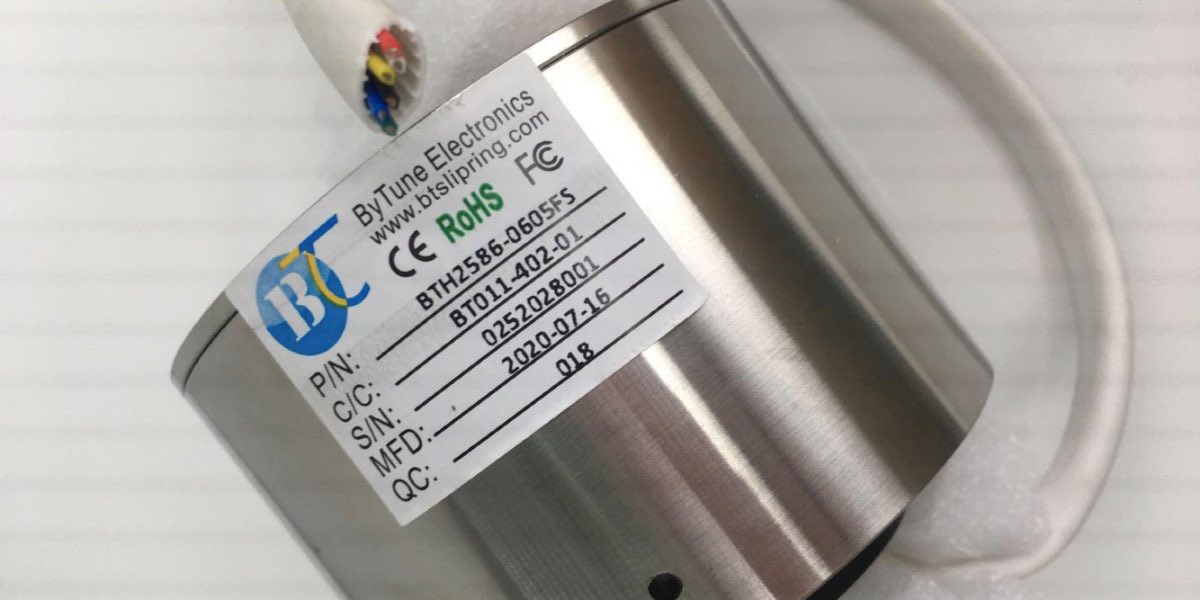 ByTune Electronics
www.btslipring.com
BT
CE RoHS FC
P/N: BTH2586-0605FS
C/C: BT011-402-01
S/N: 0252028001
MFD: 2020-07-16
QC: 018